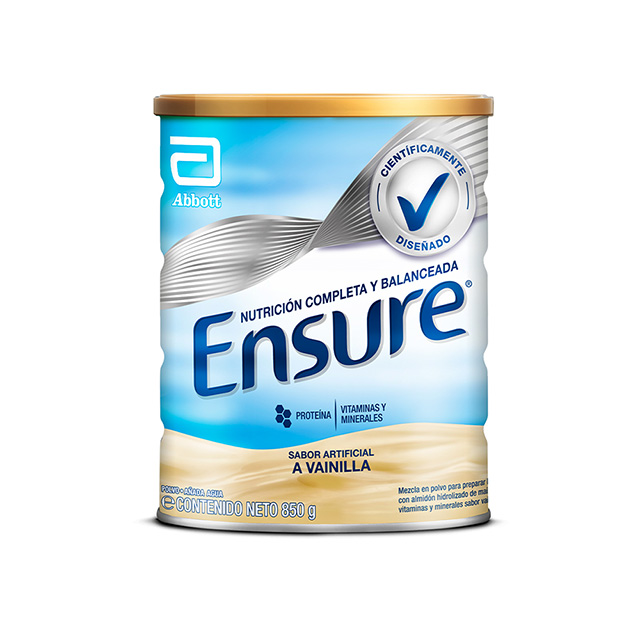 Abbott
CIENTÍFICAMENTE
DISEÑADO
NUTRICIÓN COMPLETA Y BALANCEADA
Ensure®
PROTEÍNA
VITAMINAS Y
MINERALES
SABOR ARTIFICIAL
A VAINILLA
POLVO • AÑADA AGUA
CONTENIDO NETO 850 g
Mezcla en polvo para preparar
con almidón hidrolizado de
vitaminas y minerales sabor